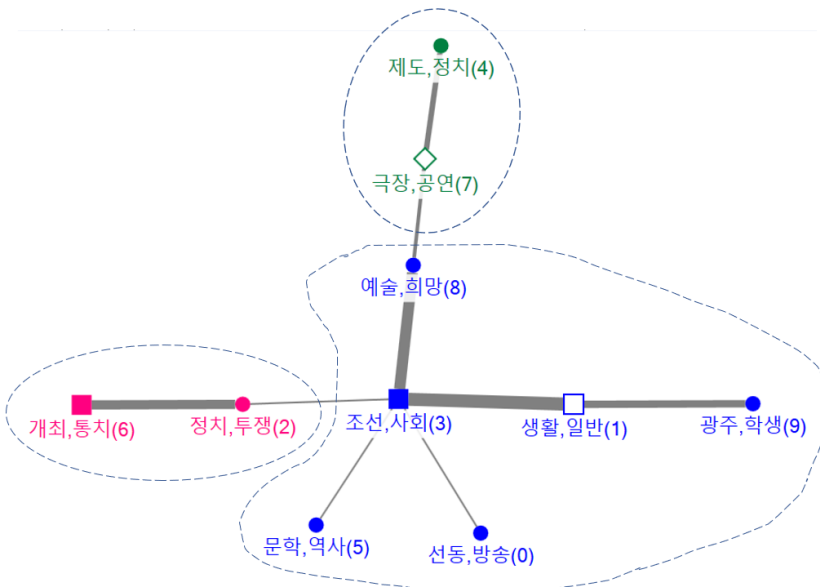 제도,정치(4)
극장,공연(7)
예술,희망(8)
개최,통치(6)
정치,투쟁(2)
조선,사회(3)
생활,일반(1)
광주,학생(9)
문학,역사(5)
선동,방송(0)